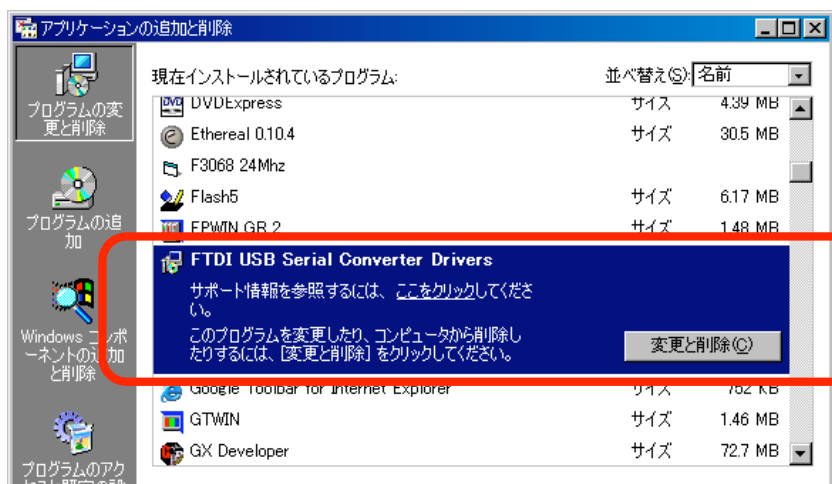 アプリケーションの追加と削除
現在インストールされているプログラム:
並べ替え(S):
名前
プログラムの変
更と削除
プログラムの追
加
Windows コンポ
ーネントの追加
と削除
プログラムのアク
DVDExpress サイズ 4.39 MB
Ethereal 0.10.4 サイズ 30.5 MB
F3068 24Mhz
Flash5 サイズ 6.17 MB
FPWIN GR 2 サイズ 1.48 MB
FTDI USB Serial Converter Drivers
サポート情報を参照するには、ここをクリックしてくださ
い。
このプログラムを変更したり、コンピュータから削除し
たりするには、[変更と削除] をクリックしてください。
変更と削除(C)
Google Toolbar for Internet Explorer サイズ 752 KB
GTWIN サイズ 1.46 MB
GX Developer サイズ 72.7 MB